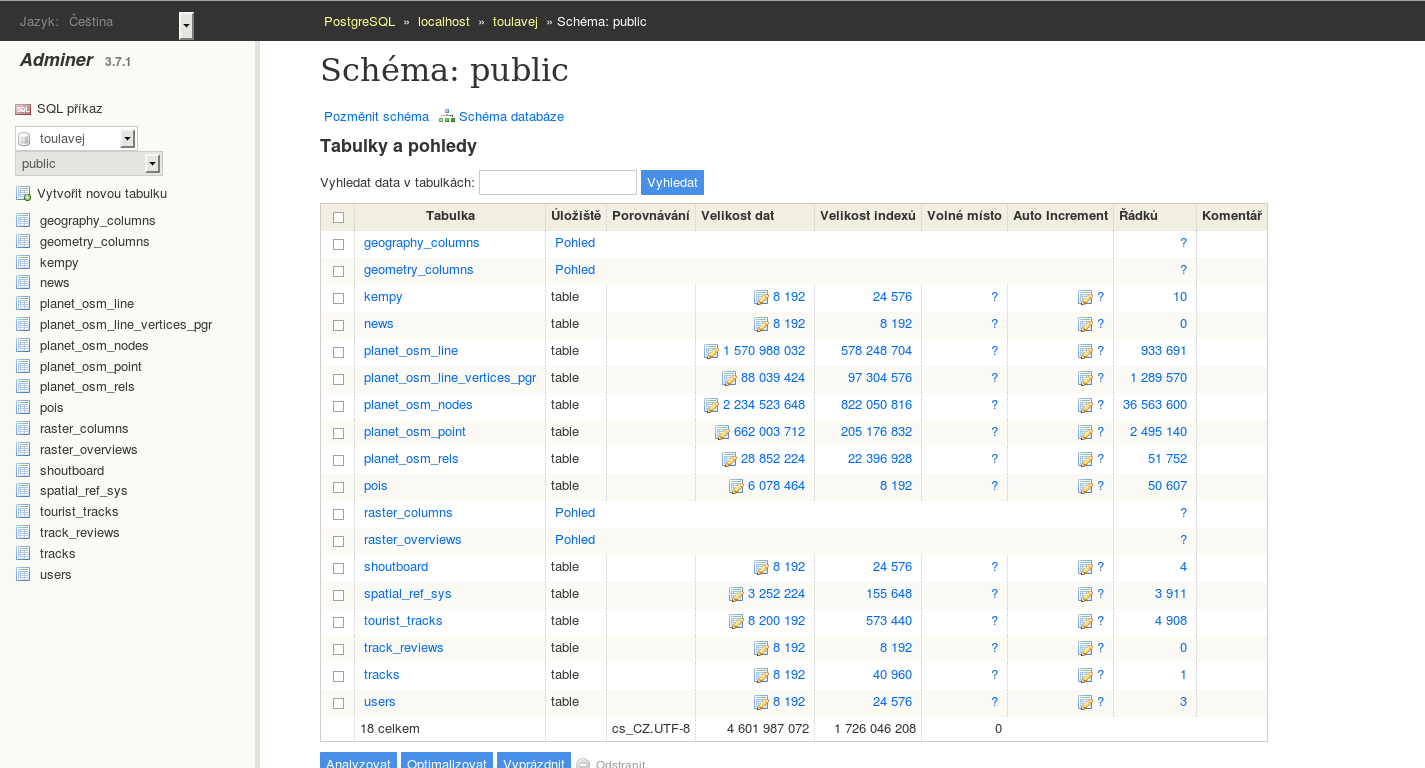 Jazyk: Čeština
PostgreSQL » localhost » toulavej » Schéma: public
Adminer 3.7.1
SQL příkaz
toulavej
public
Vytvořit novou tabulku
geography_columns
geometry_columns
kempy
news
planet_osm_line
planet_osm_line_vertices_pgr
planet_osm_nodes
planet_osm_point
planet_osm_rels
pois
raster_columns
raster_overviews
shoutboard
spatial_ref_sys
tourist_tracks
track_reviews
tracks
users
Schéma: public
Pozměnit schéma Schéma databáze
Tabulky a pohledy
Vyhledat data v tabulkách: Vyhledat
Tabulka Úložiště Porovnávání Velikost dat Velikost indexů Volné místo Auto Increment Řádků Komentář
geography_columns Pohled ?
geometry_columns Pohled ?
kempy table 8 192 24 576 ? ? 10
news table 8 192 8 192 ? ? 0
planet_osm_line table 1 570 988 032 578 248 704 ? ? 933 691
planet_osm_line_vertices_pgr table 88 039 424 97 304 576 ? ? 1 289 570
planet_osm_nodes table 2 234 523 648 822 050 816 ? ? 36 563 600
planet_osm_point table 662 003 712 205 176 832 ? ? 2 495 140
planet_osm_rels table 28 852 224 22 396 928 ? ? 51 752
pois table 6 078 464 8 192 ? ? 50 607
raster_columns Pohled ?
raster_overviews Pohled ?
shoutboard table 8 192 24 576 ? ? 4
spatial_ref_sys table 3 252 224 155 648 ? ? 3 911
tourist_tracks table 8 200 192 573 440 ? ? 4 908
track_reviews table 8 192 8 192 ? ? 0
tracks table 8 192 40 960 ? ? 1
users table 8 192 24 576 ? ? 3
18 celkem cs_CZ.UTF-8 4 601 987 072 1 726 046 208 0
Analyzovat Optimalizovat Vyprázdnit Odstranit